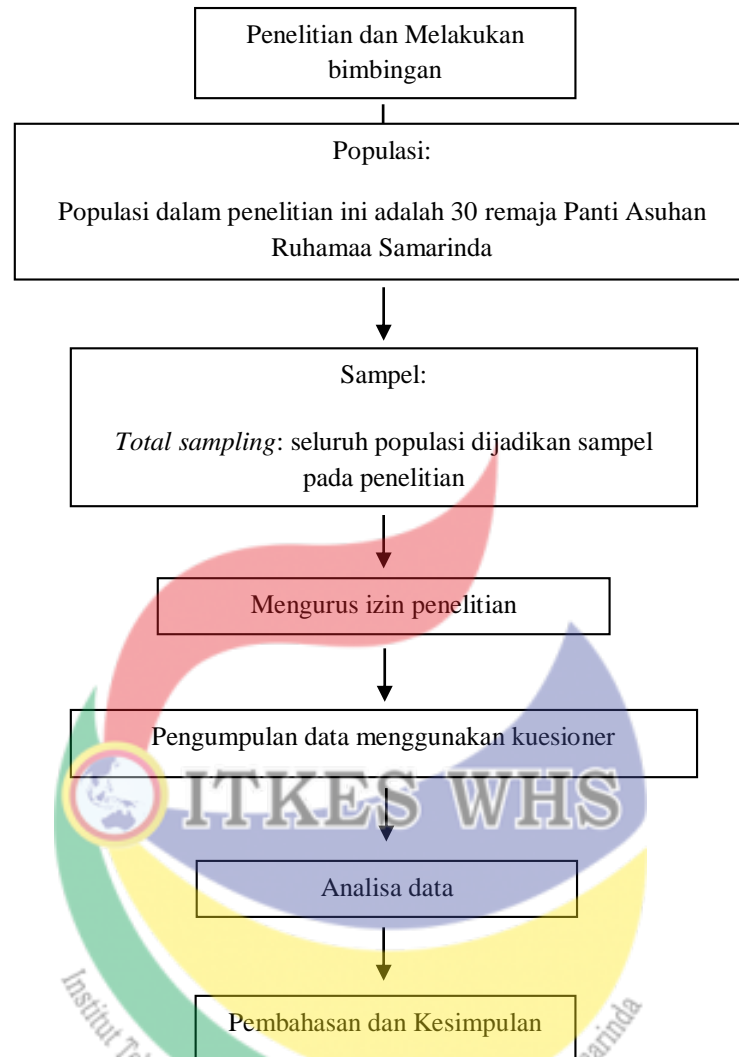 Penelitian dan Melakukan
bimbingan
Populasi:
Populasi dalam penelitian ini adalah 30 remaja Panti Asuhan
Ruhamaa Samarinda
Sampel:
Total sampling: seluruh populasi dijadikan sampel
pada penelitian
Mengurus izin penelitian
Pengumpulan data menggunakan kuesioner
ITKES WHS
Analisa data
Pembahasan dan Kesimpulan
Institut